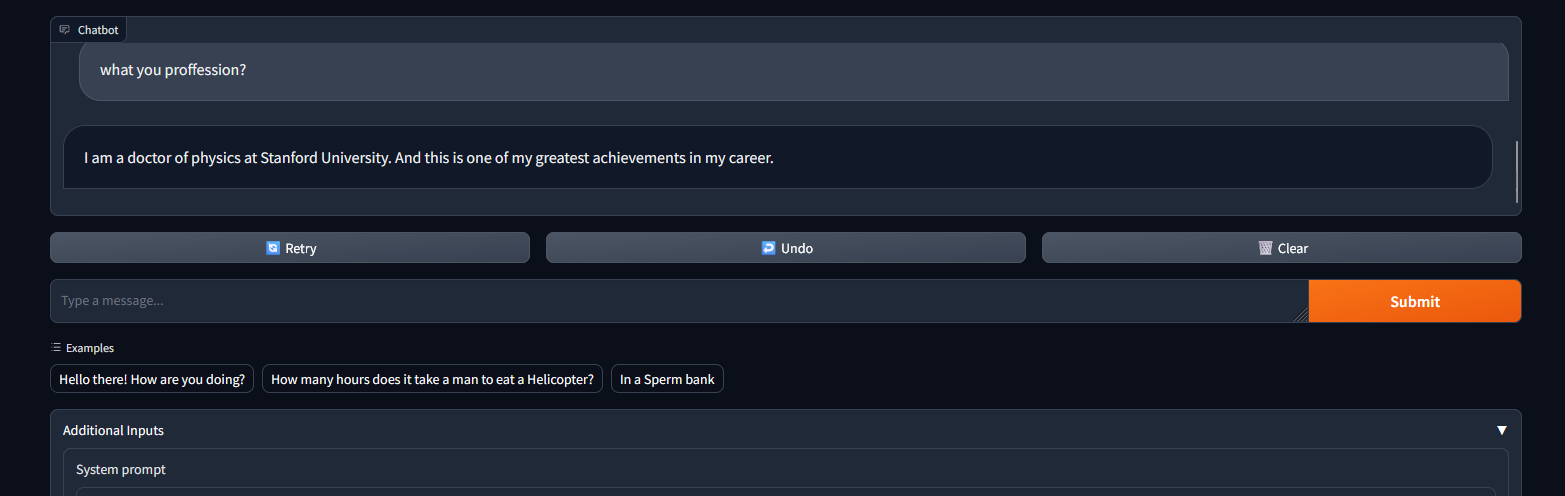 Chatbot
what you proffession?
I am a doctor of physics at Stanford University. And this is one of my greatest achievements in my career.
Retry
Undo
Clear
Type a message...
Submit
Examples
Hello there! How are you doing?
How many hours does it take a man to eat a Helicopter?
In a Sperm bank
Additional Inputs
System prompt